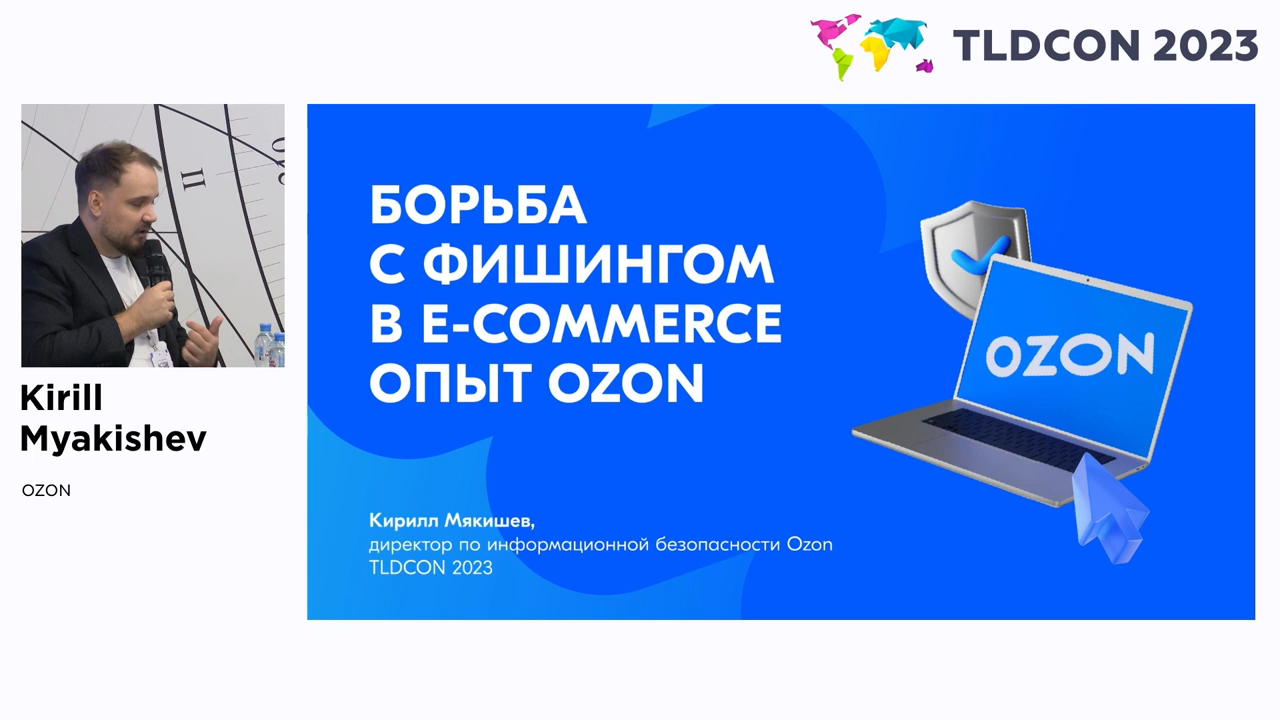 TLDCON 2023
II
БОРЬБА
С ФИШИНГОМ
В E-COMMERCE
ОПЫТ OZON
OZON
Kirill
Myakishev
OZON
Кирилл Мякишев,
директор по информационной безопасности Ozon
TLDCON 2023